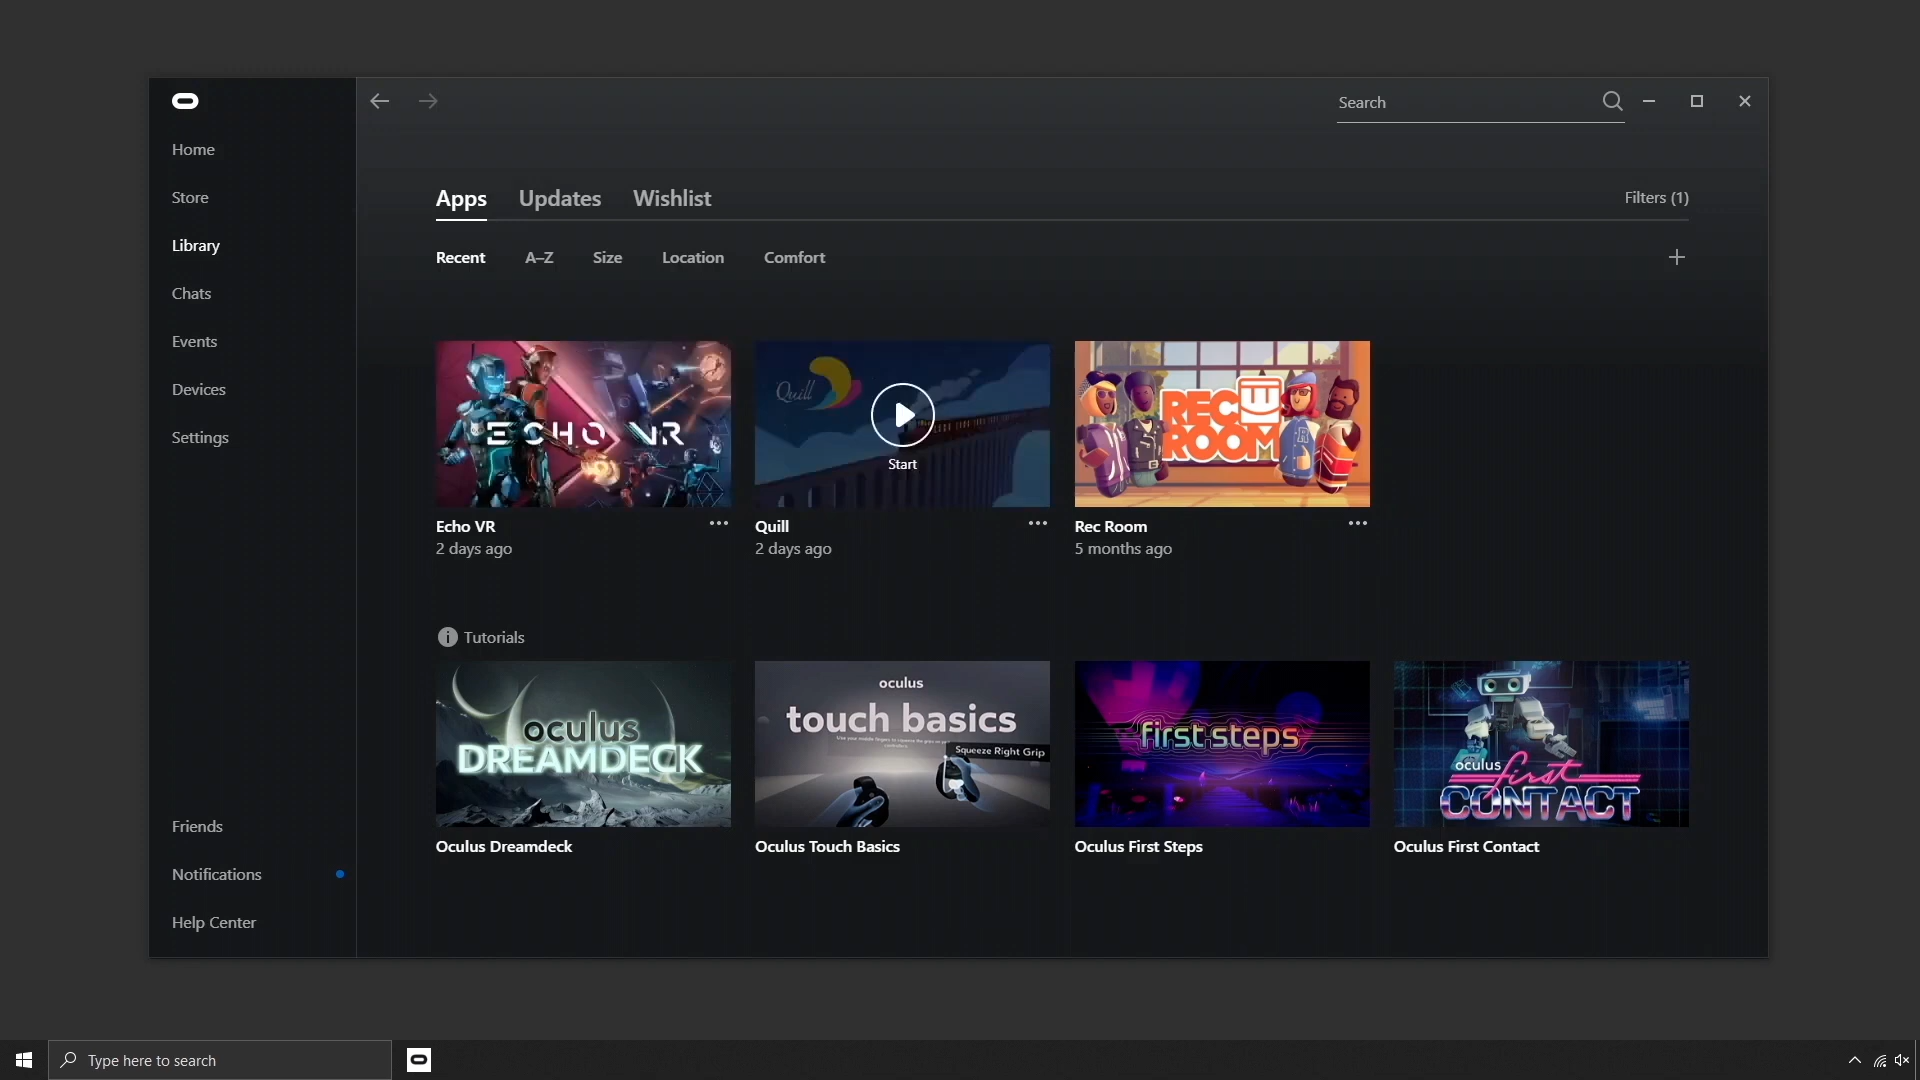 Search
Home
Store
Library
Chats
Events
Devices
Settings
Friends
Notifications
Help Center
Apps Updates Wishlist Filters (1)
Recent A–Z Size Location Comfort
ECHO VR
Quill
Start
REC ROOM
Echo VR
2 days ago
Quill
2 days ago
Rec Room
5 months ago
Tutorials
oculus
DREAMDECK
oculus
touch basics
Squeeze Right Grip
first steps
oculus first
CONTACT
Oculus Dreamdeck
Oculus Touch Basics
Oculus First Steps
Oculus First Contact
Type here to search